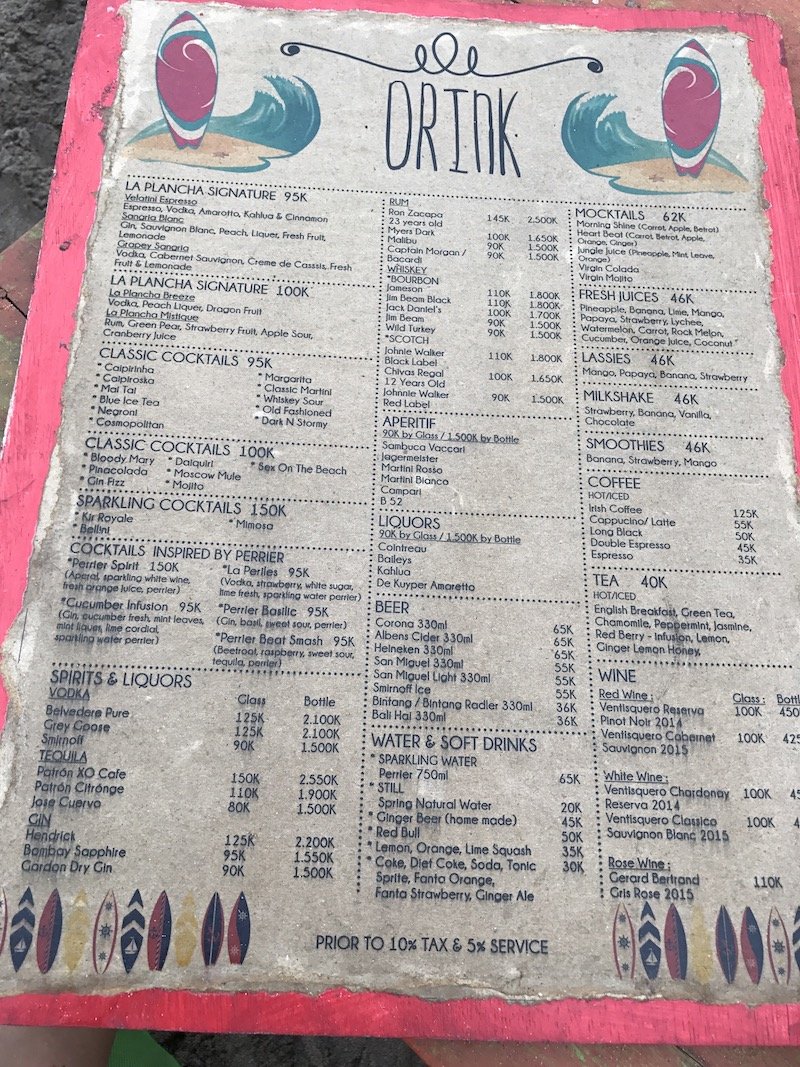 DRINK
LA PLANCHA SIGNATURE 95K
Velatini Espresso
Espresso, Vodka, Amarotto, Kahlua & Cinnamon
Sangria Blanc
Gin, Sauvignon Blanc, Peach, Liquer, Fresh Fruit,
Lemonade
Grapey Sangria
Vodka, Cabernet Sauvignon, Creme de Casssis, Fresh
Fruit & Lemonade
LA PLANCHA SIGNATURE 100K
La Plancha Breeze
Vodka, Peach Liquer, Dragon Fruit
La Plancha Mistique
Rum, Green Pear, Strawberry Fruit, Apple Sour,
Cranberry Juice
CLASSIC COCKTAILS 95K
* Caipirinha
* Caipiroska
* Mai Tai
* Blue Ice Tea
* Negroni
* Cosmopolitan
* Margarita
* Classic Martini
* Whiskey Sour
* Old Fashioned
* Dark N Stormy
CLASSIC COCKTAILS 100K
* Bloody Mary
* Pinacolada
* Gin Fizz
* Daiquiri
* Moscow Mule
* Mojito
* Sex On The Beach
SPARKLING COCKTAILS 150K
* Kir Royale
* Bellini
* Mimosa
COCKTAILS INSPIRED BY PERRIER
*Perrier Spirit 150K
(Aperal, sparkling white wine,
fresh orange juice, perrier)
*Cucumber Infusion 95K
(Gin, cucumber fresh, mint leaves,
mint liquer, lime cordial,
sparkling water perrier)
*La Perlies 95K
(Vodka, strawberry, white sugar,
lime fresh, sparkling water perrier)
*Perrier Basilic 95K
(Gin, basil, sweet sour, perrier)
*Perrier Beat Smash 95K
(Beetroot, raspberry, sweet sour,
tequila, perrier)
SPIRITS & LIQUORS
VODKA Glass Bottle
Belvedere Pure 125K 2.100K
Grey Goose 125K 2.100K
Smirnoff 90K 1.500K
TEQUILA
Patrón XO Cafe 150K 2.550K
Patrón Citrónge 110K 1.900K
Jose Cuervo 80K 1.500K
GIN
Hendrick 125K 2.200K
Bombay Sapphire 95K 1.550K
Gordon Dry Gin 90K 1.500K
RUM
Ron Zacapa 145K 2.500K
23 years old
Myers Dark 100K 1.650K
Malibu 90K 1.500K
Captain Morgan / 90K 1.500K
Bacardi
WHISKEY
*BOURBON
Jameson 110K 1.800K
Jim Beam Black 110K 1.800K
Jack Daniel's 100K 1.700K
Jim Beam 90K 1.500K
Wild Turkey 90K 1.500K
*SCOTCH
Johnie Walker 110K 1.800K
Black Label
Chivas Regal 100K 1.650K
12 Years Old
Johnnie Walker 90K 1.500K
Red Label
APERITIF
90K by Glass / 1.500K by Bottle
Sambuca Vaccari
Jagermeister
Martini Rosso
Martini Bianco
Campari
B 52
LIQUORS
90K by Glass / 1.500K by Bottle
Cointreau
Baileys
Kahlua
De Kuyper Amaretto
BEER
Corona 330ml 65K
Albens Cider 330ml 65K
Heineken 330ml 65K
San Miguel 330ml 55K
San Miguel Light 330ml 55K
Smirnoff Ice 55K
Bintang / Bintang Radler 330ml 36K
Bali Hai 330ml 36K
WATER & SOFT DRINKS
* SPARKLING WATER
Perrier 750ml 65K
* STILL
Spring Natural Water 20K
* Ginger Beer (home made) 45K
* Red Bull 50K
* Lemon, Orange, Lime Squash 35K
* Coke, Diet Coke, Soda, Tonic 30K
Sprite, Fanta Orange,
Fanta Strawberry, Ginger Ale
MOCKTAILS 62K
Morning Shine (Carrot, Apple, Betrot)
Heart Beat (Carrot, Betrot, Apple,
Orange, Ginger)
Jungle Juice (Pineapple, Mint, Leave,
Orange)
Virgin Colada
Virgin Mojito
FRESH JUICES 46K
Pineapple, Banana, Lime, Mango,
Papaya, Strawberry, Lychee,
Watermelon, Carrot, Rock Melon,
Cucumber, Orange juice, Coconut
LASSIES 46K
Mango, Papaya, Banana, Strawberry
MILKSHAKE 46K
Strawberry, Banana, Vanilla,
Chocolate
SMOOTHIES 46K
Banana, Strawberry, Mango
COFFEE
HOT/ICED
Irish Coffee 125K
Cappucino/ Latte 55K
Long Black 50K
Double Espresso 45K
Espresso 35K
TEA 40K
HOT/ICED
English Breakfast, Green Tea,
Chamomile, Peppermint, Jasmine,
Red Berry - Infusion, Lemon,
Ginger Lemon Honey,
WINE
Red Wine : Glass :
Ventisquero Reserva 100K 450
Pinot Noir 2014
Ventisquero Cabernet 100K 425
Sauvignon 2015
White Wine :
Ventisquero Chardonay 100K
Reserva 2014
Ventisquero Classico 100K
Sauvignon Blanc 2015
Rose Wine :
Gerard Bertrand 110K
Gris Rose 2015
PRIOR TO 10% TAX & 5% SERVICE